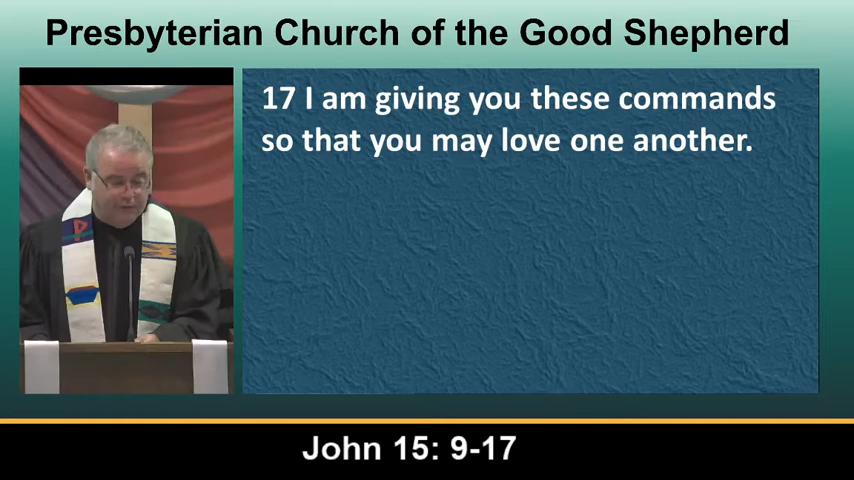 Presbyterian Church of the Good Shepherd
17 I am giving you these commands
so that you may love one another.
John 15: 9-17